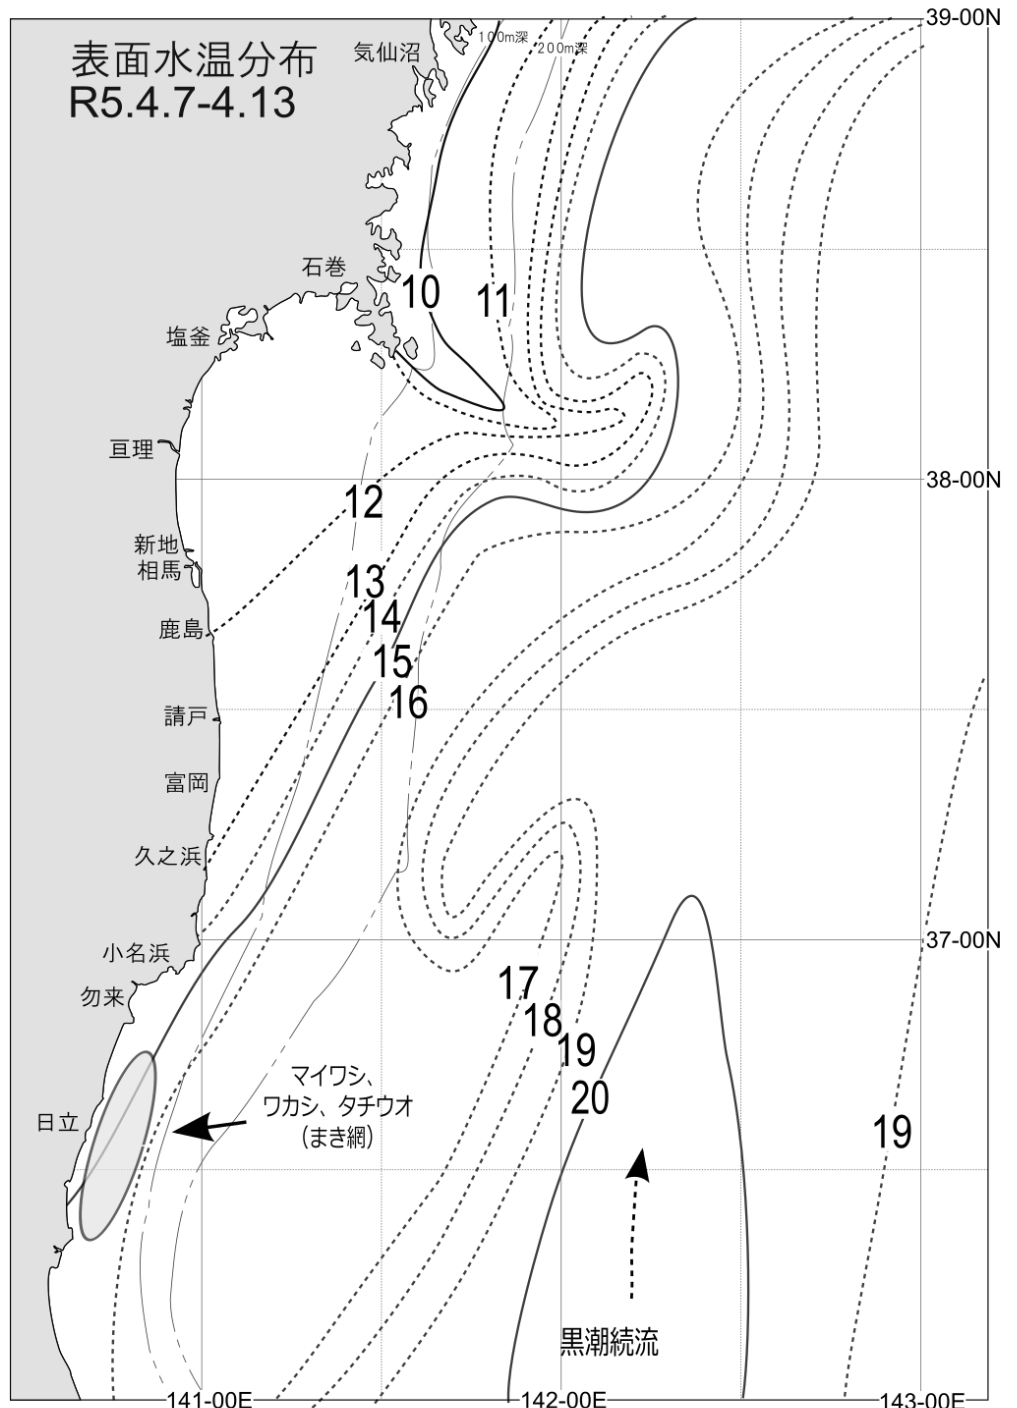 39-00N
表面水温分布
R5.4.7-4.13
気仙沼
100m深
200m深
石巻
10
11
塩釜
亘理
38-00N
12
新地
相馬
13
14
鹿島
15
16
請戸
富岡
久之浜
37-00N
小名浜
勿来
17
18
19
20
マイワシ、
ワカシ、タチウオ
(まき網)
日立
19
黒潮続流
141-00E
142-00E
143-00E